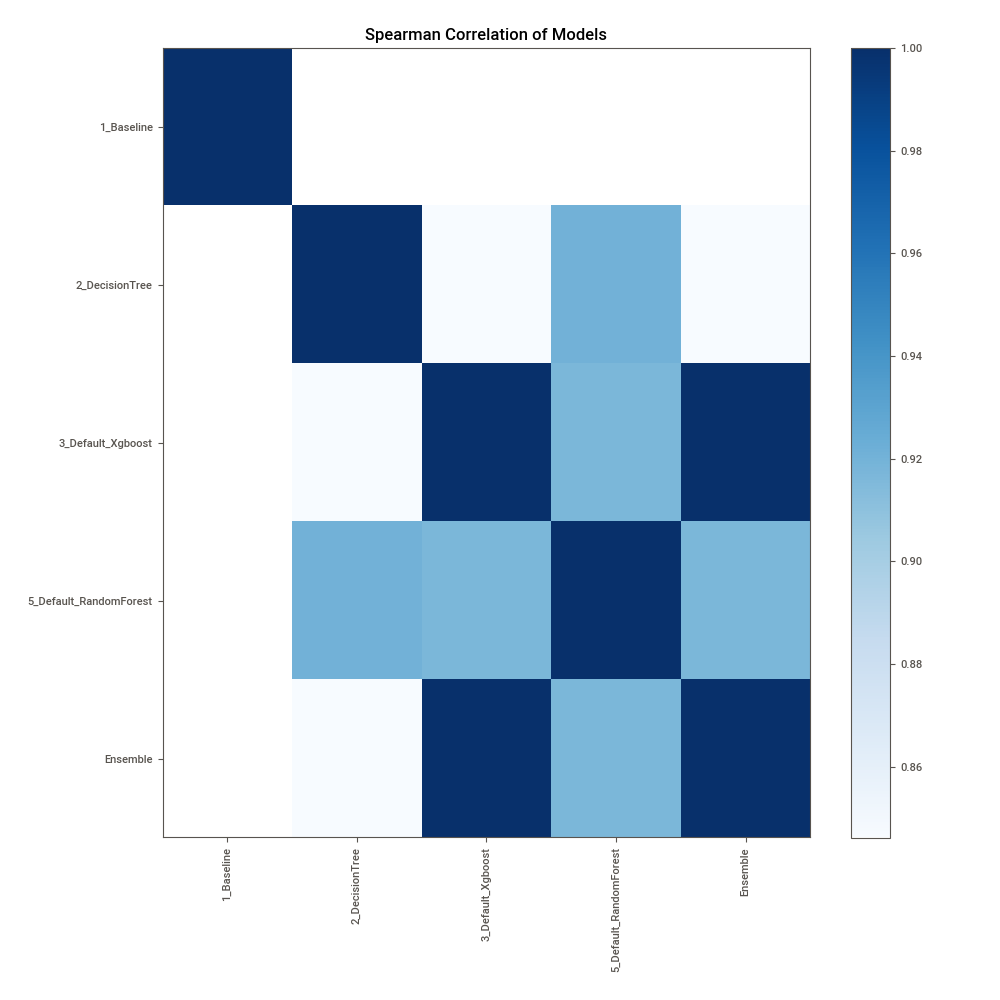 Spearman Correlation of Models
1_Baseline
2_DecisionTree
3_Default_Xgboost
5_Default_RandomForest
Ensemble
1_Baseline
2_DecisionTree
3_Default_Xgboost
5_Default_RandomForest
Ensemble
1.00
0.98
0.96
0.94
0.92
0.90
0.88
0.86